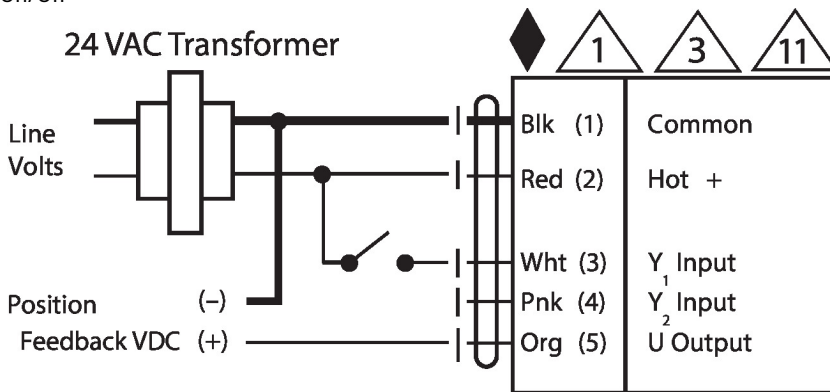 24 VAC Transformer
1
3
11
Line
Volts
Blk (1) Common
Red (2) Hot +
Wht (3) Y1 Input
Pnk (4) Y2 Input
Org (5) U Output
Position (–)
Feedback VDC (+)